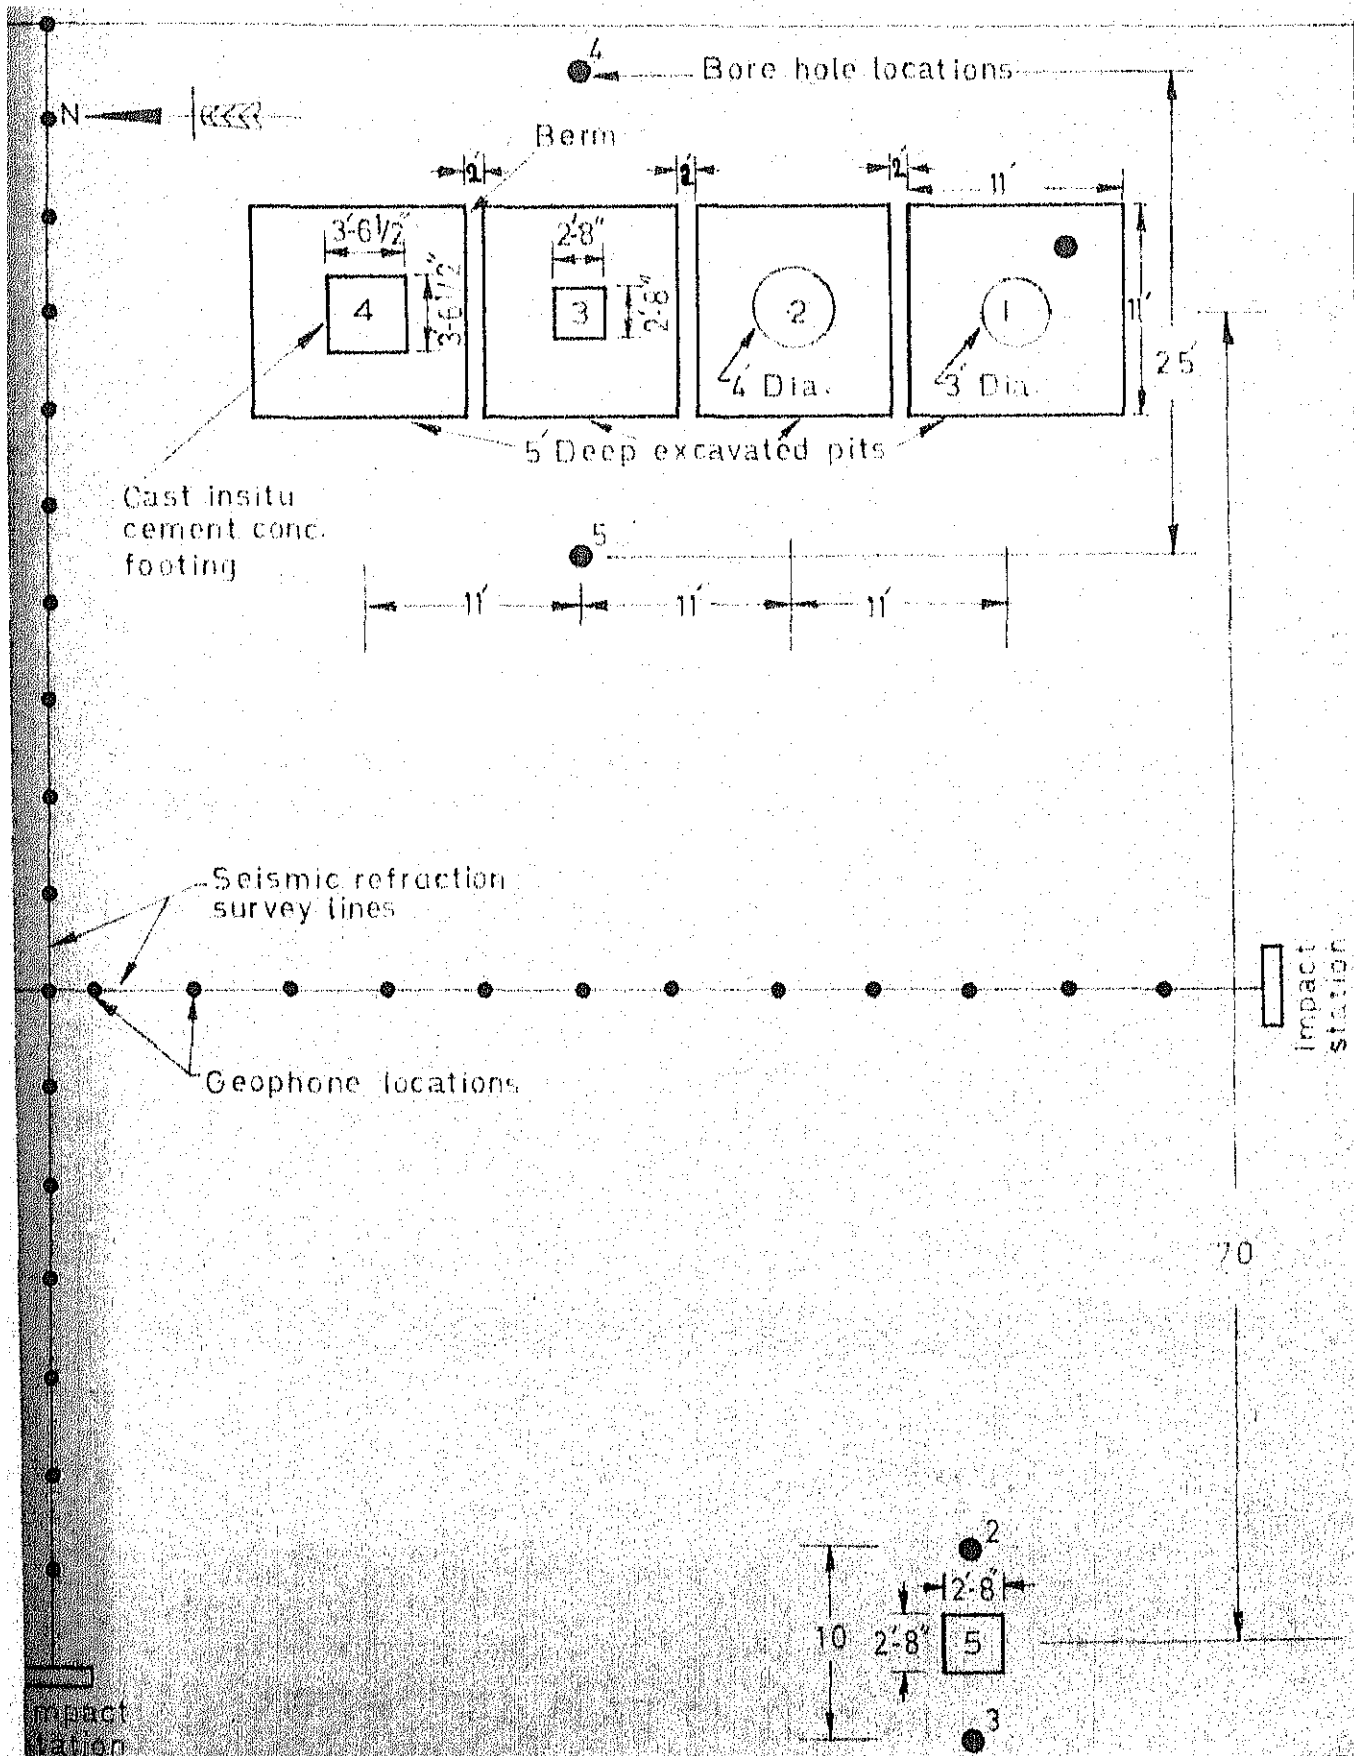 4
Bore hole locations
N
Berm
2'
2'
2'
11'
3'-6 1/2"
2'-8"
4
3'-6 1/2"
3
2'-8"
2
1
11'
25'
4' Dia.
3' Dia.
5' Deep excavated pits
Cast insitu
cement conc.
footing
5
11'
11'
11'
Seismic refraction
survey lines
Impact
station
Geophone locations
70
2
2'-8"
10
2'-8"
5
3
mpact
tation